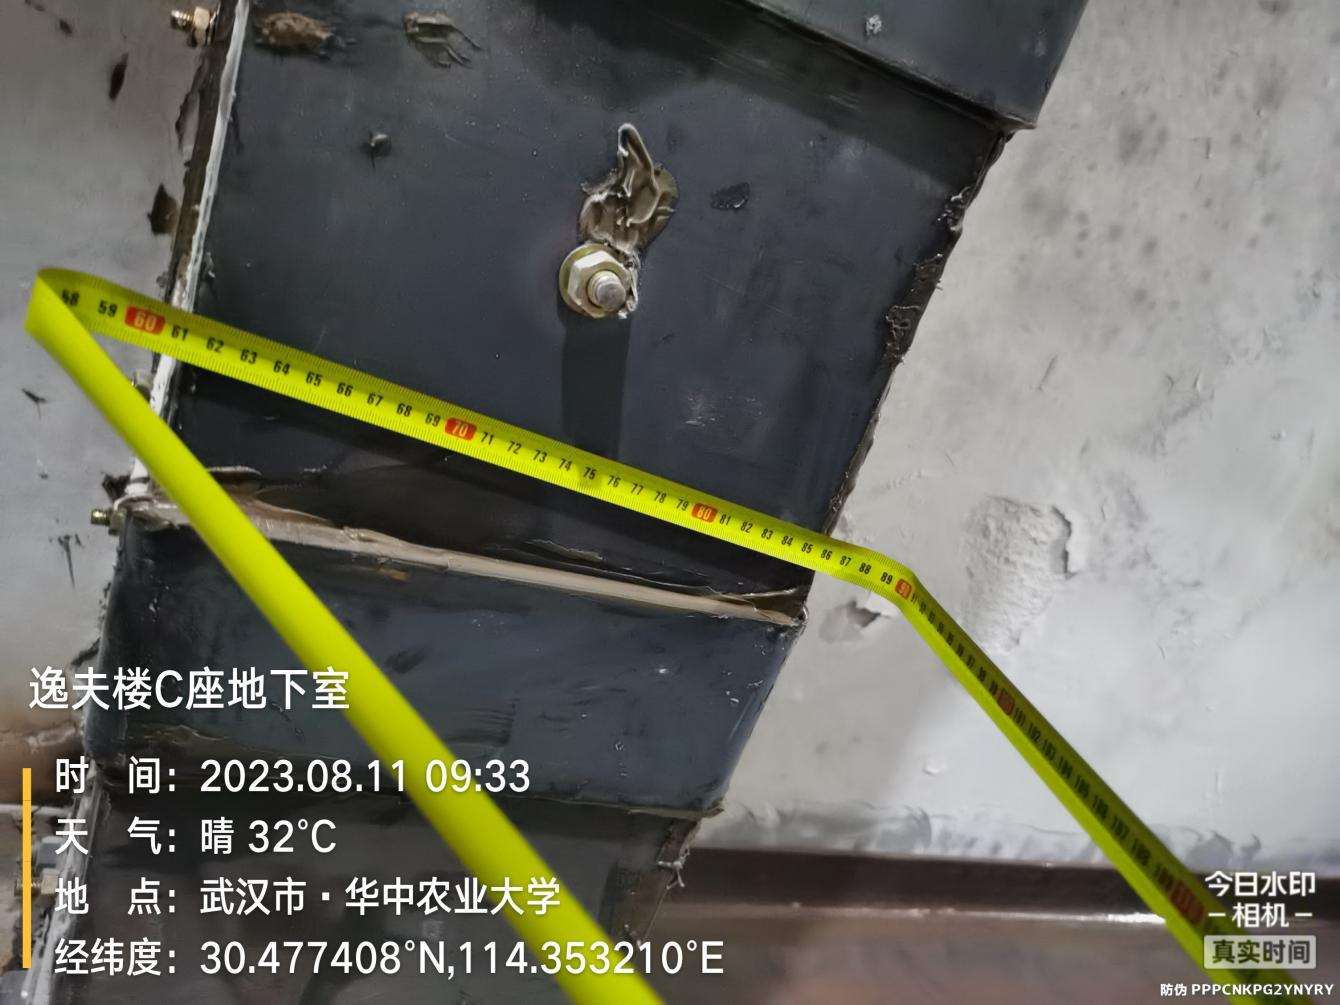 58 59 60 61 62 63 64 65 66 67 68 69 70 71 72 73 74 75 76 77 78 79 80 81 82 83 84 85 86 87 88 89 90
逸夫楼C座地下室
时 间：2023.08.11 09:33
天 气：晴 32°C
地 点：武汉市·华中农业大学
经纬度：30.477408°N,114.353210°E
今日水印
-相机-
真实时间
防伪 PPPCNKPG2YNYRY